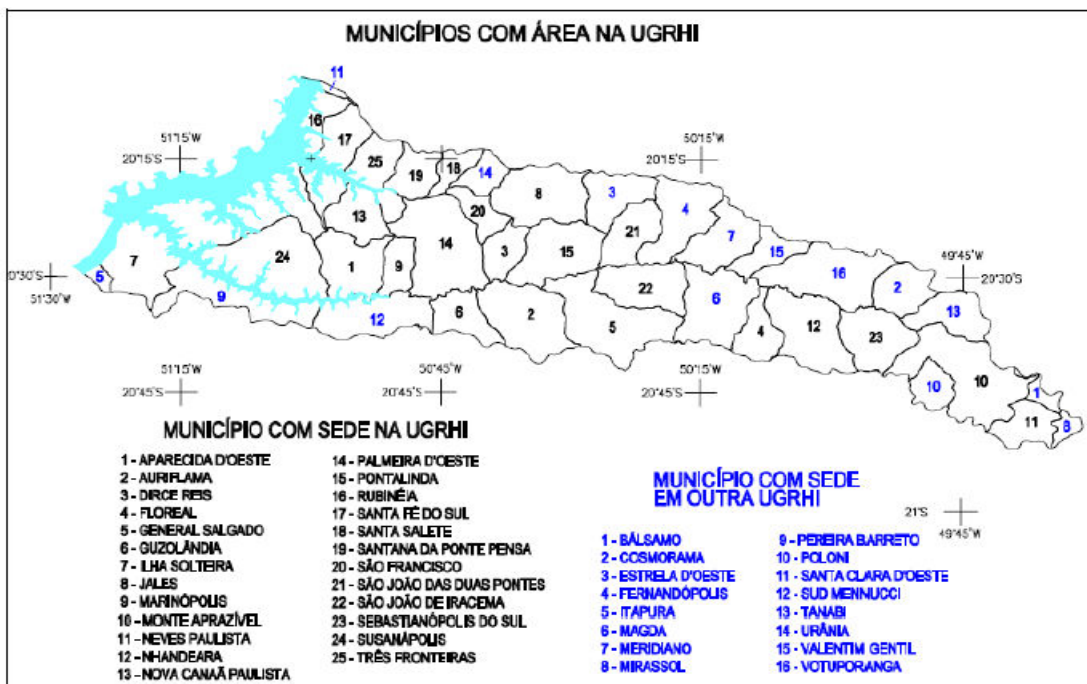 MUNICÍPIOS COM ÁREA NA UGRHI
11
51°15'W
20°15'S
16
17
25
19
18
14
8
3
50°15'W
20°15'S
4
13
20
14
3
15
21
7
15
16
2
49°45'W
20°30'S
13
24
1
9
7
5
0°30'S
51°30'W
9
12
6
2
22
5
6
4
12
23
10
10
1
11
8
51°15'W
20°45'S
50°45'W
20°45'S
50°15'W
20°45'S
21°S
49°45'W
MUNICÍPIO COM SEDE NA UGRHI
1 - APARECIDA D'OESTE
2 - AURIFLAMA
3 - DIRCE REIS
4 - FLOREAL
5 - GENERAL SALGADO
6 - GUZOLÂNDIA
7 - ILHA SOLTEIRA
8 - JALES
9 - MARINÓPOLIS
10 - MONTE APRAZÍVEL
11 - NEVES PAULISTA
12 - NHANDEARA
13 - NOVA CANAÃ PAULISTA
14 - PALMEIRA D'OESTE
15 - PONTALINDA
16 - RUBINÉIA
17 - SANTA FÉ DO SUL
18 - SANTA SALETE
19 - SANTANA DA PONTE PENSA
20 - SÃO FRANCISCO
21 - SÃO JOÃO DAS DUAS PONTES
22 - SÃO JOÃO DE IRACEMA
23 - SEBASTIANÓPOLIS DO SUL
24 - SUSANÁPOLIS
25 - TRÊS FRONTEIRAS
MUNICÍPIO COM SEDE
EM OUTRA UGRHI
1 - BÁLSAMO
2 - COSMORAMA
3 - ESTRELA D'OESTE
4 - FERNANDÓPOLIS
5 - ITAPURA
6 - MAGDA
7 - MERIDIANO
8 - MIRASSOL
9 - PEREIRA BARRETO
10 - POLONI
11 - SANTA CLARA D'OESTE
12 - SUD MENNUCCI
13 - TANABI
14 - URÂNIA
15 - VALENTIM GENTIL
16 - VOTUPORANGA